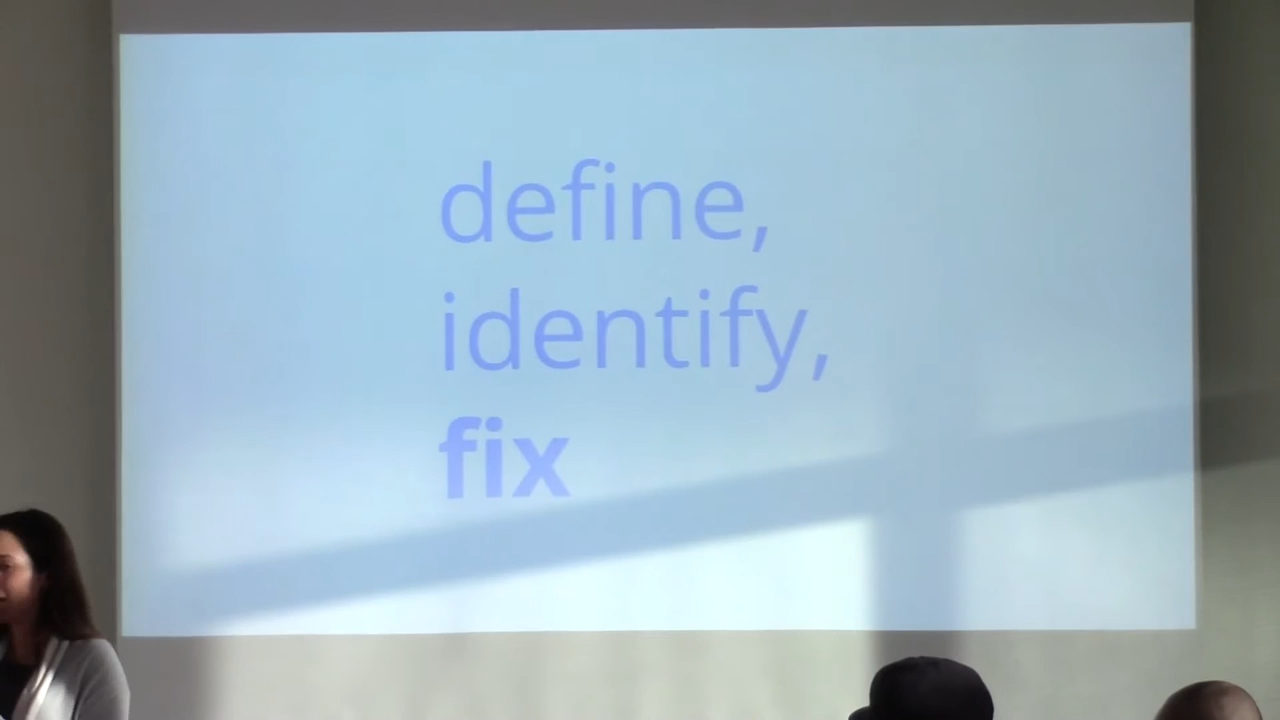 define,
identify,
fix